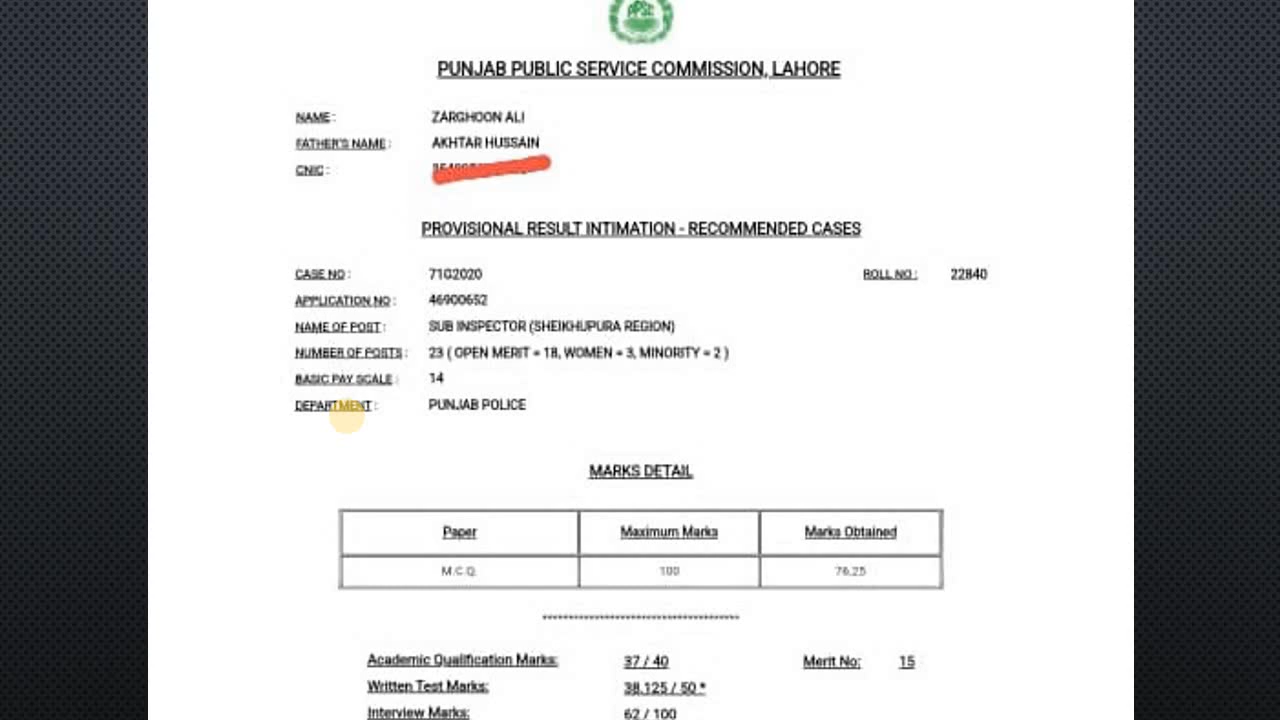 PPSC
PUNJAB PUBLIC SERVICE COMMISSION, LAHORE
NAME : ZARGHOON ALI
FATHER'S NAME : AKHTAR HUSSAIN
CNIC :
PROVISIONAL RESULT INTIMATION - RECOMMENDED CASES
CASE NO : 71G2020 ROLL NO : 22840
APPLICATION NO : 46900652
NAME OF POST : SUB INSPECTOR (SHEIKHUPURA REGION)
NUMBER OF POSTS : 23 ( OPEN MERIT = 18, WOMEN = 3, MINORITY = 2 )
BASIC PAY SCALE : 14
DEPARTMENT : PUNJAB POLICE
MARKS DETAIL
Paper Maximum Marks Marks Obtained
M.C.Q. 100 76.25
Academic Qualification Marks: 37 / 40 Merit No: 15
Written Test Marks: 38.125 / 50 *
Interview Marks: 62 / 100